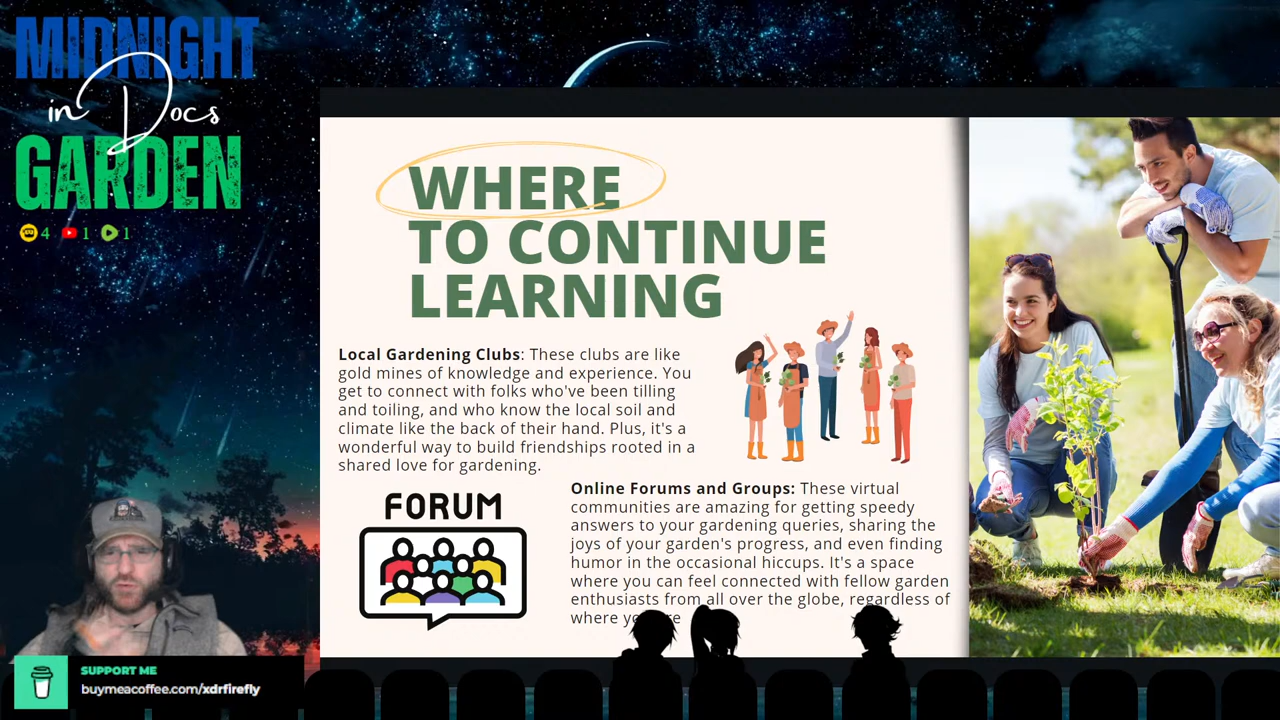 MIDNIGHT
in Docs
GARDEN
4 1 1
WHERE
TO CONTINUE
LEARNING
Local Gardening Clubs: These clubs are like
gold mines of knowledge and experience. You
get to connect with folks who've been tilling
and toiling, and who know the local soil and
climate like the back of their hand. Plus, it's a
wonderful way to build friendships rooted in a
shared love for gardening.
FORUM
Online Forums and Groups: These virtual
communities are amazing for getting speedy
answers to your gardening queries, sharing the
joys of your garden's progress, and even finding
humor in the occasional hiccups. It's a space
where you can feel connected with fellow garden
enthusiasts from all over the globe, regardless of
where
SUPPORT ME
buymeacoffee.com/xdrfirefly